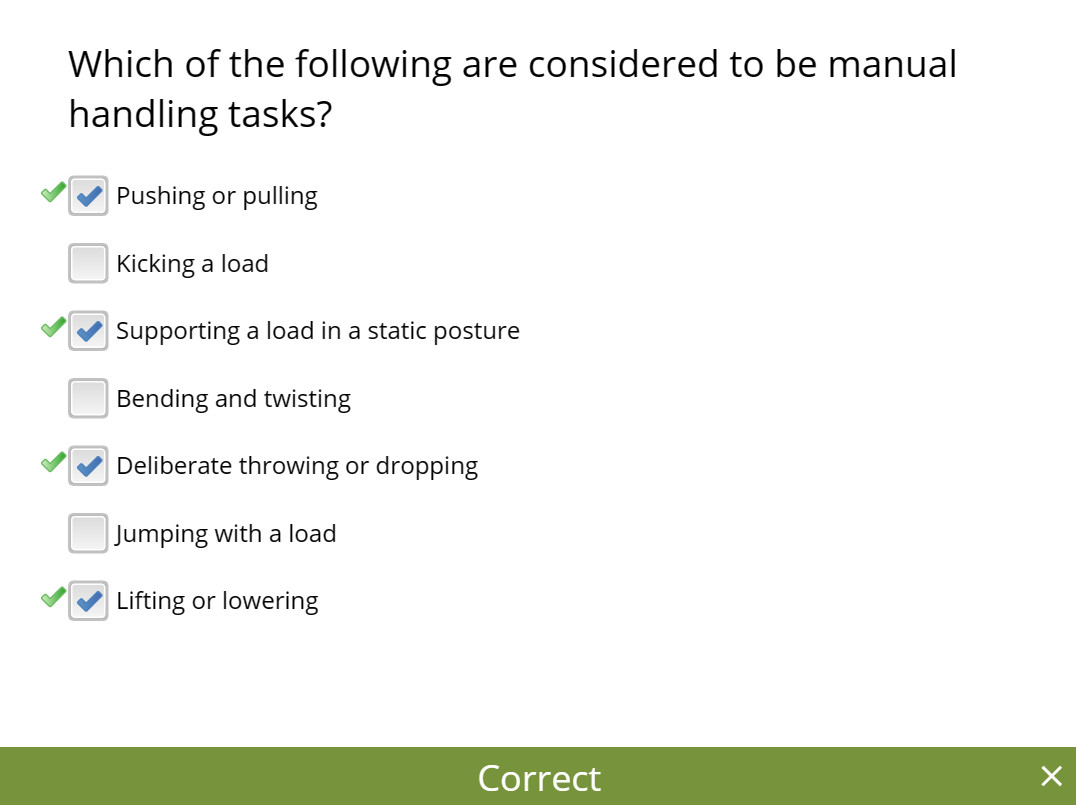 Which of the following are considered to be manual
handling tasks?
Pushing or pulling
Kicking a load
Supporting a load in a static posture
Bending and twisting
Deliberate throwing or dropping
Jumping with a load
Lifting or lowering
Correct